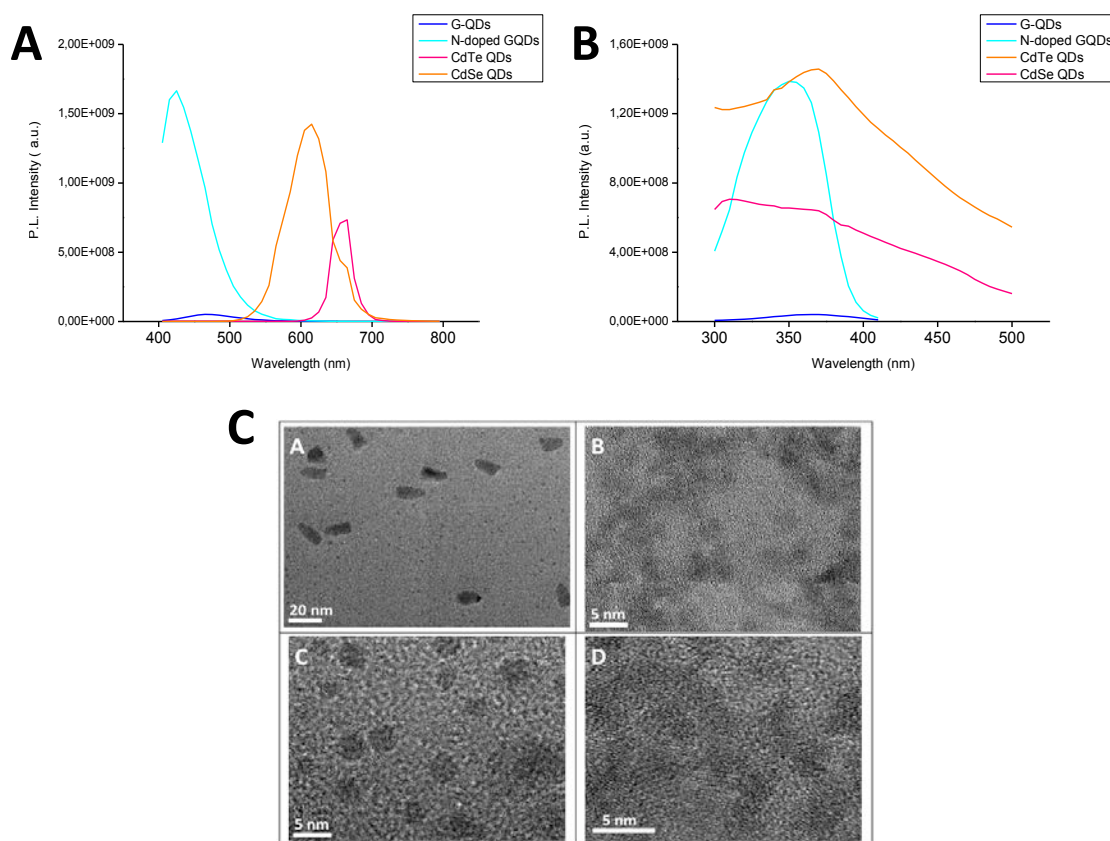 A
G-QDs
N-doped GQDs
CdTe QDs
CdSe QDs
2,00E+009
1,50E+009
1,00E+009
5,00E+008
0,00E+000
P.L. Intensity ( a.u.)
400 500 600 700 800
Wavelength (nm)
B
G-QDs
N-doped GQDs
CdTe QDs
CdSe QDs
1,60E+009
1,20E+009
8,00E+008
4,00E+008
0,00E+000
P.L. Intensity (a.u.)
300 350 400 450 500
Wavelength (nm)
C
A
20 nm
B
5 nm
C
5 nm
D
5 nm